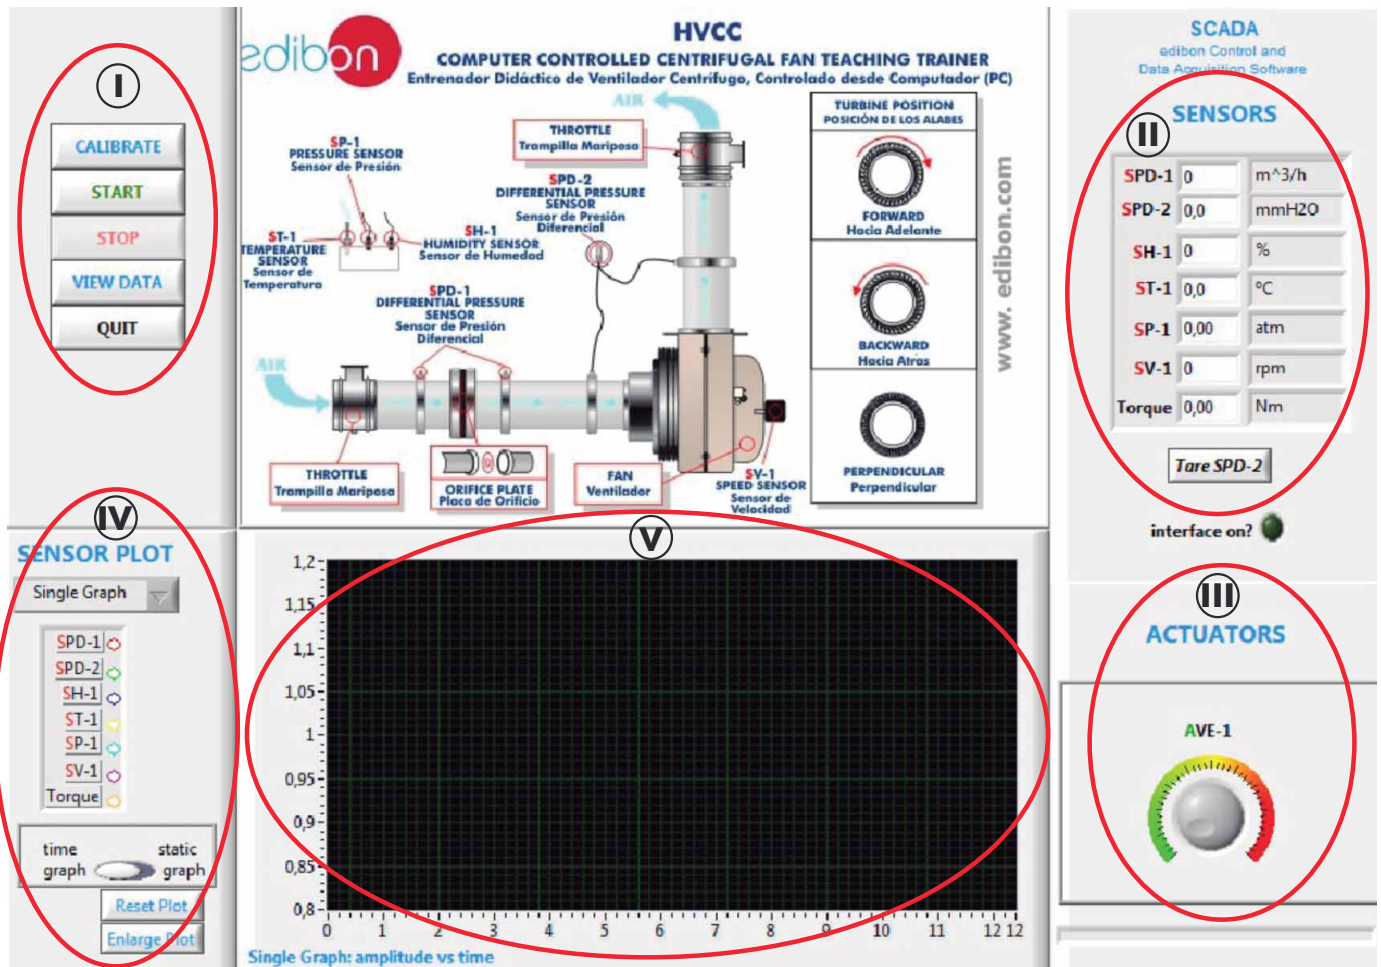 I
CALIBRATE
START
STOP
VIEW DATA
QUIT
edibon
HVCC
COMPUTER CONTROLLED CENTRIFUGAL FAN TEACHING TRAINER
Entrenador Didáctico de Ventilador Centrífugo, Controlado desde Computador (PC)
AIR
THROTTLE
Trampilla Mariposa
SP-1
PRESSURE SENSOR
Sensor de Presión
SPD-2
DIFFERENTIAL PRESSURE
SENSOR
Sensor de Presión
Diferencial
ST-1
TEMPERATURE
SENSOR
Sensor de
Temperatura
SH-1
HUMIDITY SENSOR
Sensor de Humedad
SPD-1
DIFFERENTIAL PRESSURE
SENSOR
Sensor de Presión
Diferencial
AIR
THROTTLE
Trampilla Mariposa
ORIFICE PLATE
Placa de Orificio
FAN
Ventilador
SV-1
SPEED SENSOR
Sensor de
Velocidad
TURBINE POSITION
POSICIÓN DE LOS ALABES
FORWARD
Hacia Adelante
BACKWARD
Hacia Atras
PERPENDICULAR
Perpendicular
www. edibon.com
SCADA
edibon Control and
Data Acquisition Software
II
SENSORS
SPD-1 0 m^3/h
SPD-2 0,0 mmH2O
SH-1 0 %
ST-1 0,0 ºC
SP-1 0,00 atm
SV-1 0 rpm
Torque 0,00 Nm
Tare SPD-2
interface on?
III
ACTUATORS
AVE-1
IV
SENSOR PLOT
Single Graph
SPD-1
SPD-2
SH-1
ST-1
SP-1
SV-1
Torque
time graph
static graph
Reset Plot
Enlarge Plot
V
1,2
1,15
1,1
1,05
1
0,95
0,9
0,85
0,8
0 1 2 3 4 5 6 7 8 9 10 11 12 12
Single Graph: amplitude vs time